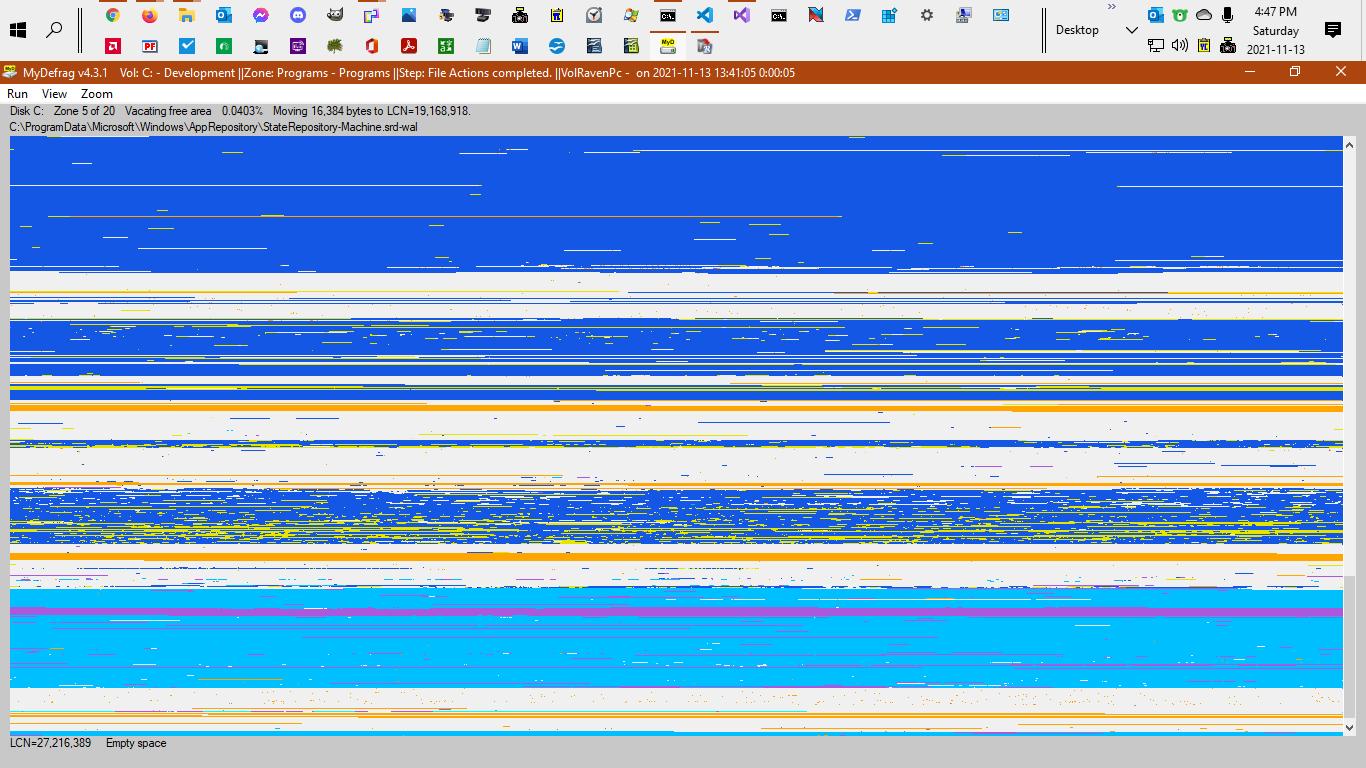 4:47 PM
Desktop
Saturday
2021-11-13
MyDefrag v4.3.1 Vol: C: - Development ||Zone: Programs - Programs ||Step: File Actions completed. ||VolRavenPc - on 2021-11-13 13:41:05 0:00:05
Run View Zoom
Disk C: Zone 5 of 20 Vacating free area 0.0403% Moving 16,384 bytes to LCN=19,168,918.
C:\ProgramData\Microsoft\Windows\AppRepository\StateRepository-Machine.srd-wal
LCN=27,216,389 Empty space